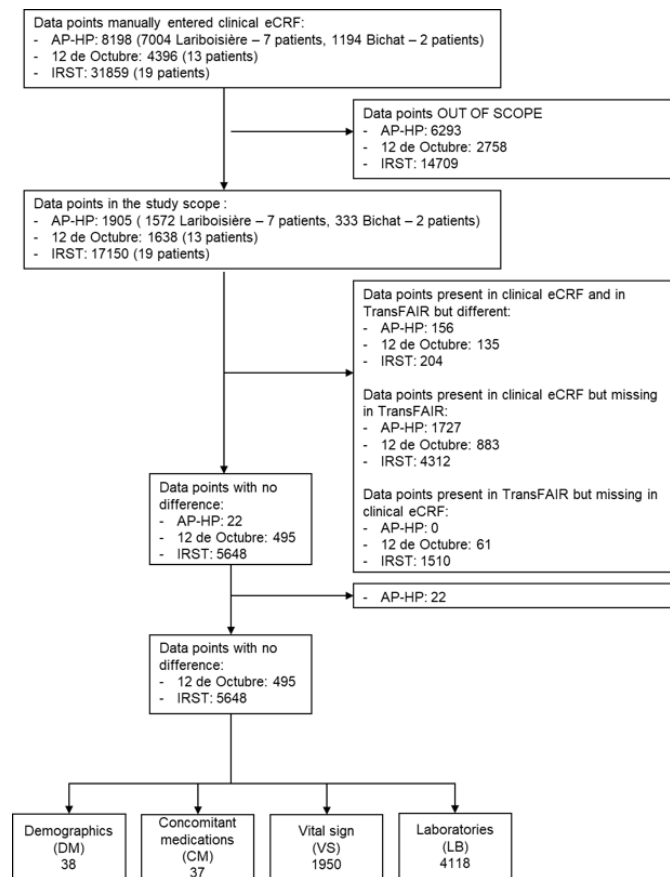 Data points manually entered clinical eCRF:
- AP-HP: 8198 (7004 Lariboisière – 7 patients, 1194 Bichat – 2 patients)
- 12 de Octubre: 4396 (13 patients)
- IRST: 31859 (19 patients)
Data points OUT OF SCOPE
- AP-HP: 6293
- 12 de Octubre: 2758
- IRST: 14709
Data points in the study scope :
- AP-HP: 1905 ( 1572 Lariboisière – 7 patients, 333 Bichat – 2 patients)
- 12 de Octubre: 1638 (13 patients)
- IRST: 17150 (19 patients)
Data points present in clinical eCRF and in
TransFAIR but different:
- AP-HP: 156
- 12 de Octubre: 135
- IRST: 204
Data points present in clinical eCRF but missing
in TransFAIR:
- AP-HP: 1727
- 12 de Octubre: 883
- IRST: 4312
Data points present in TransFAIR but missing in
clinical eCRF:
- AP-HP: 0
- 12 de Octubre: 61
- IRST: 1510
Data points with no
difference:
- AP-HP: 22
- 12 de Octubre: 495
- IRST: 5648
- AP-HP: 22
Data points with no
difference:
- 12 de Octubre: 495
- IRST: 5648
Demographics
(DM)
38
Concomitant
medications
(CM)
37
Vital sign
(VS)
1950
Laboratories
(LB)
4118